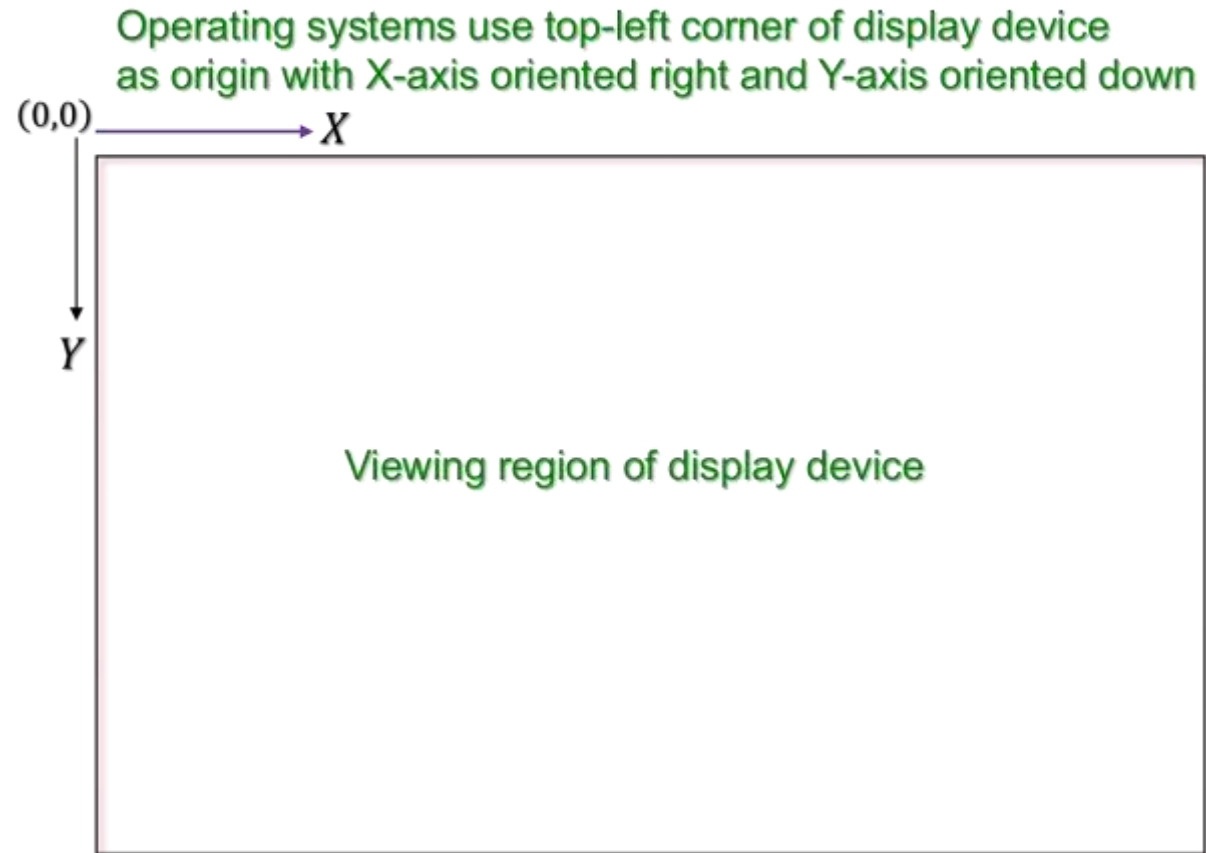 Operating systems use top-left corner of display device
as origin with X-axis oriented right and Y-axis oriented down
(0,0)
X
Y
Viewing region of display device